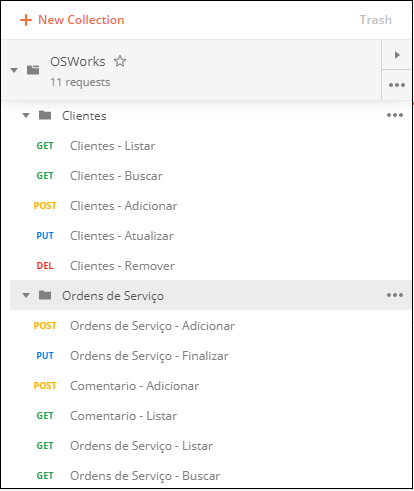 + New Collection Trash
OSWorks
11 requests
Clientes
GET Clientes - Listar
GET Clientes - Buscar
POST Clientes - Adicionar
PUT Clientes - Atualizar
DEL Clientes - Remover
Ordens de Serviço
POST Ordens de Serviço - Adicionar
PUT Ordens de Serviço - Finalizar
POST Comentario - Adicionar
GET Comentario - Listar
GET Ordens de Serviço - Listar
GET Ordens de Serviço - Buscar